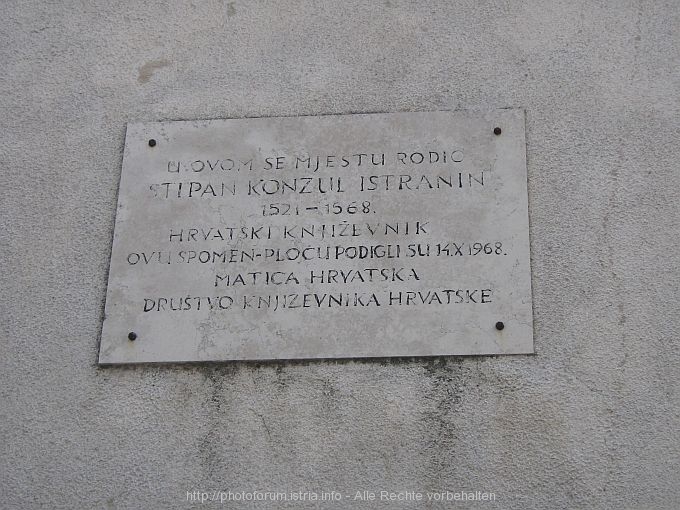 U OVOM SE MJESTU RODIO
STIPAN KONZUL ISTRANIN
1521-1568.
HRVATSKI KNJIŽEVNIK
OVU SPOMEN-PLOČU PODIGLI SU 14.X 1968.
MATICA HRVATSKA
DRUŠTVO KNJIŽEVNIKA HRVATSKE
http://photoforum.istria.info - Alle Rechte vorbehalten